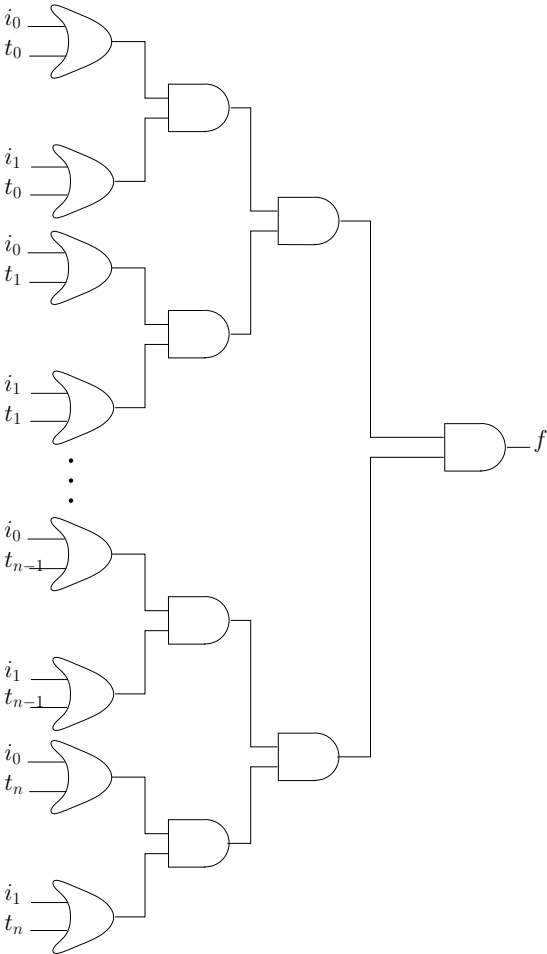 i₀
t₀
i₁
t₀
i₀
t₁
i₁
t₁
f
i₀
tₙ₋₁
i₁
tₙ₋₁
i₀
tₙ
i₁
tₙ